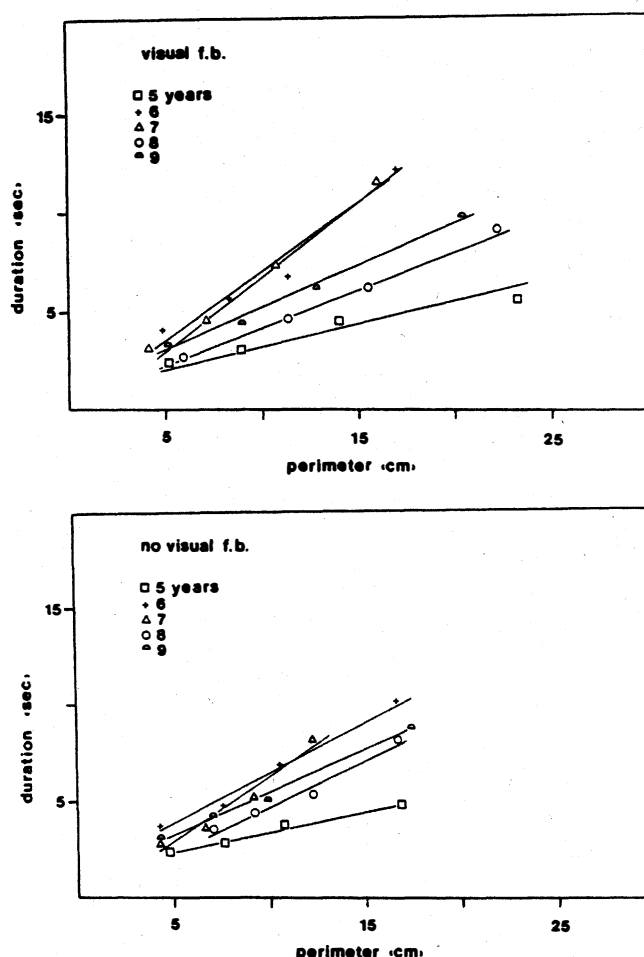 visual f.b.
□ 5 years
+ 6
△ 7
○ 8
⌓ 9
15
5
duration ‹sec›
5 15 25
perimeter ‹cm›
no visual f.b.
□ 5 years
+ 6
△ 7
○ 8
⌓ 9
15
5
duration ‹sec›
5 15 25
perimeter ‹cm›